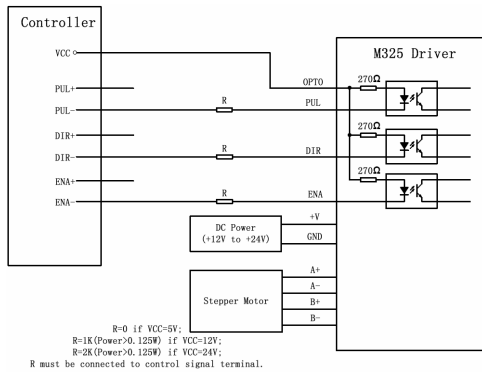 Controller
VCC
PUL+
PUL-
DIR+
DIR-
ENA+
ENA-
R
R
R
M325 Driver
OPTO
PUL
DIR
ENA
270Ω
270Ω
270Ω
DC Power
(+12V to +24V)
+V
GND
Stepper Motor
A+
A-
B+
B-
R=0 if VCC=5V;
R=1K(Power>0.125W) if VCC=12V;
R=2K(Power>0.125W) if VCC=24V;
R must be connected to control signal terminal.